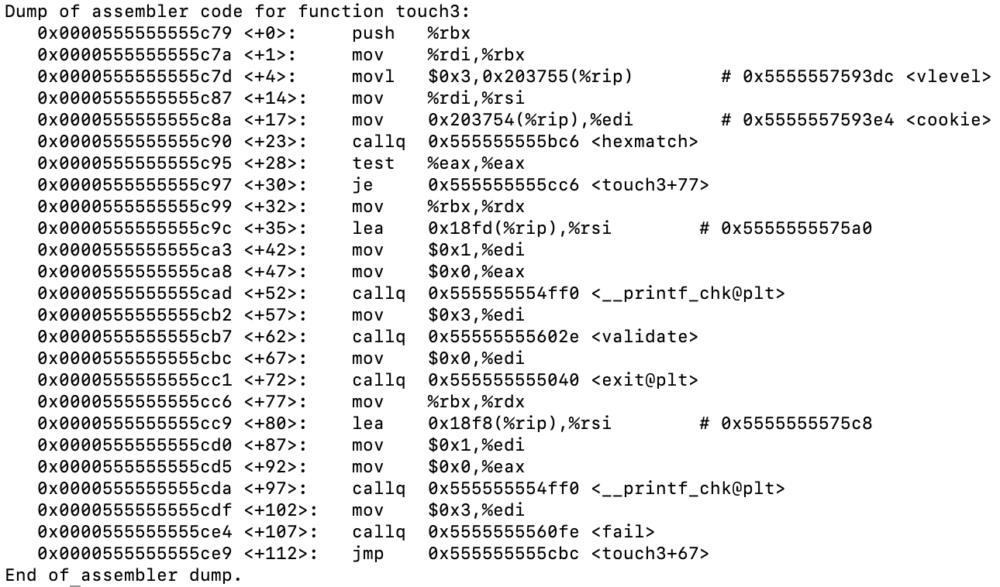 Dump of assembler code for function touch3:
   0x0000555555555c79 <+0>:     push   %rbx
   0x0000555555555c7a <+1>:     mov    %rdi,%rbx
   0x0000555555555c7d <+4>:     movl   $0x3,0x203755(%rip)        # 0x5555557593dc <vlevel>
   0x0000555555555c87 <+14>:    mov    %rdi,%rsi
   0x0000555555555c8a <+17>:    mov    0x203754(%rip),%edi        # 0x5555557593e4 <cookie>
   0x0000555555555c90 <+23>:    callq  0x555555555bc6 <hexmatch>
   0x0000555555555c95 <+28>:    test   %eax,%eax
   0x0000555555555c97 <+30>:    je     0x555555555cc6 <touch3+77>
   0x0000555555555c99 <+32>:    mov    %rbx,%rdx
   0x0000555555555c9c <+35>:    lea    0x18fd(%rip),%rsi        # 0x5555555575a0
   0x0000555555555ca3 <+42>:    mov    $0x1,%edi
   0x0000555555555ca8 <+47>:    mov    $0x0,%eax
   0x0000555555555cad <+52>:    callq  0x555555554ff0 <__printf_chk@plt>
   0x0000555555555cb2 <+57>:    mov    $0x3,%edi
   0x0000555555555cb7 <+62>:    callq  0x55555555602e <validate>
   0x0000555555555cbc <+67>:    mov    $0x0,%edi
   0x0000555555555cc1 <+72>:    callq  0x555555555040 <exit@plt>
   0x0000555555555cc6 <+77>:    mov    %rbx,%rdx
   0x0000555555555cc9 <+80>:    lea    0x18f8(%rip),%rsi        # 0x5555555575c8
   0x0000555555555cd0 <+87>:    mov    $0x1,%edi
   0x0000555555555cd5 <+92>:    mov    $0x0,%eax
   0x0000555555555cda <+97>:    callq  0x555555554ff0 <__printf_chk@plt>
   0x0000555555555cdf <+102>:   mov    $0x3,%edi
   0x0000555555555ce4 <+107>:   callq  0x5555555560fe <fail>
   0x0000555555555ce9 <+112>:   jmp    0x555555555cbc <touch3+67>
End of assembler dump.